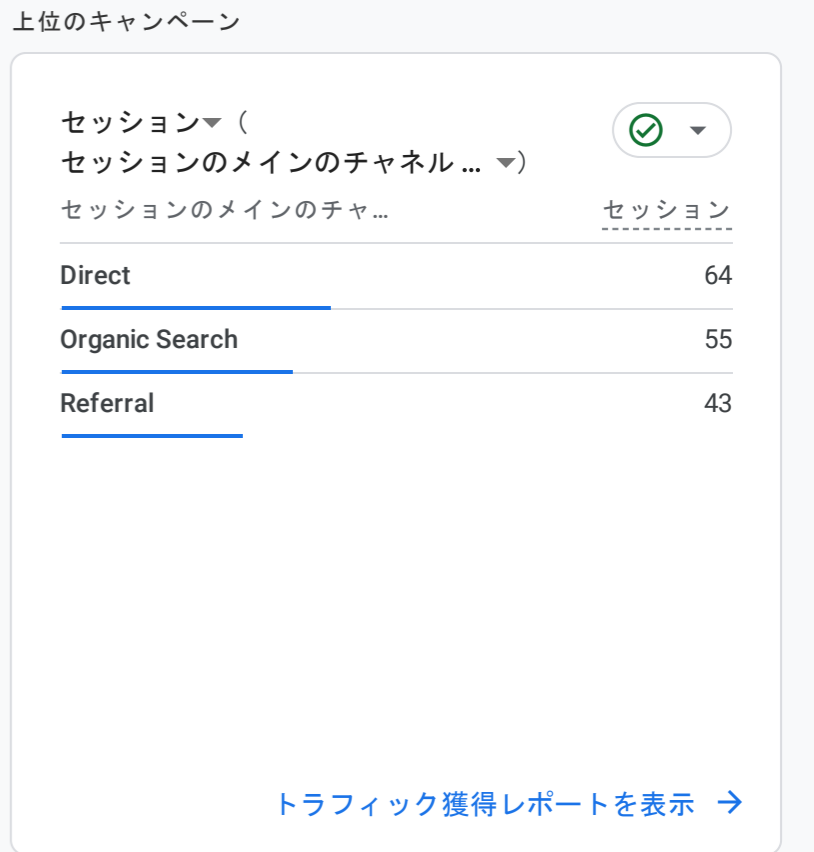 上位のキャンペーン
セッション（
セッションのメインのチャネル ... ）
セッションのメインのチャ... セッション
Direct 64
Organic Search 55
Referral 43
トラフィック獲得レポートを表示 →